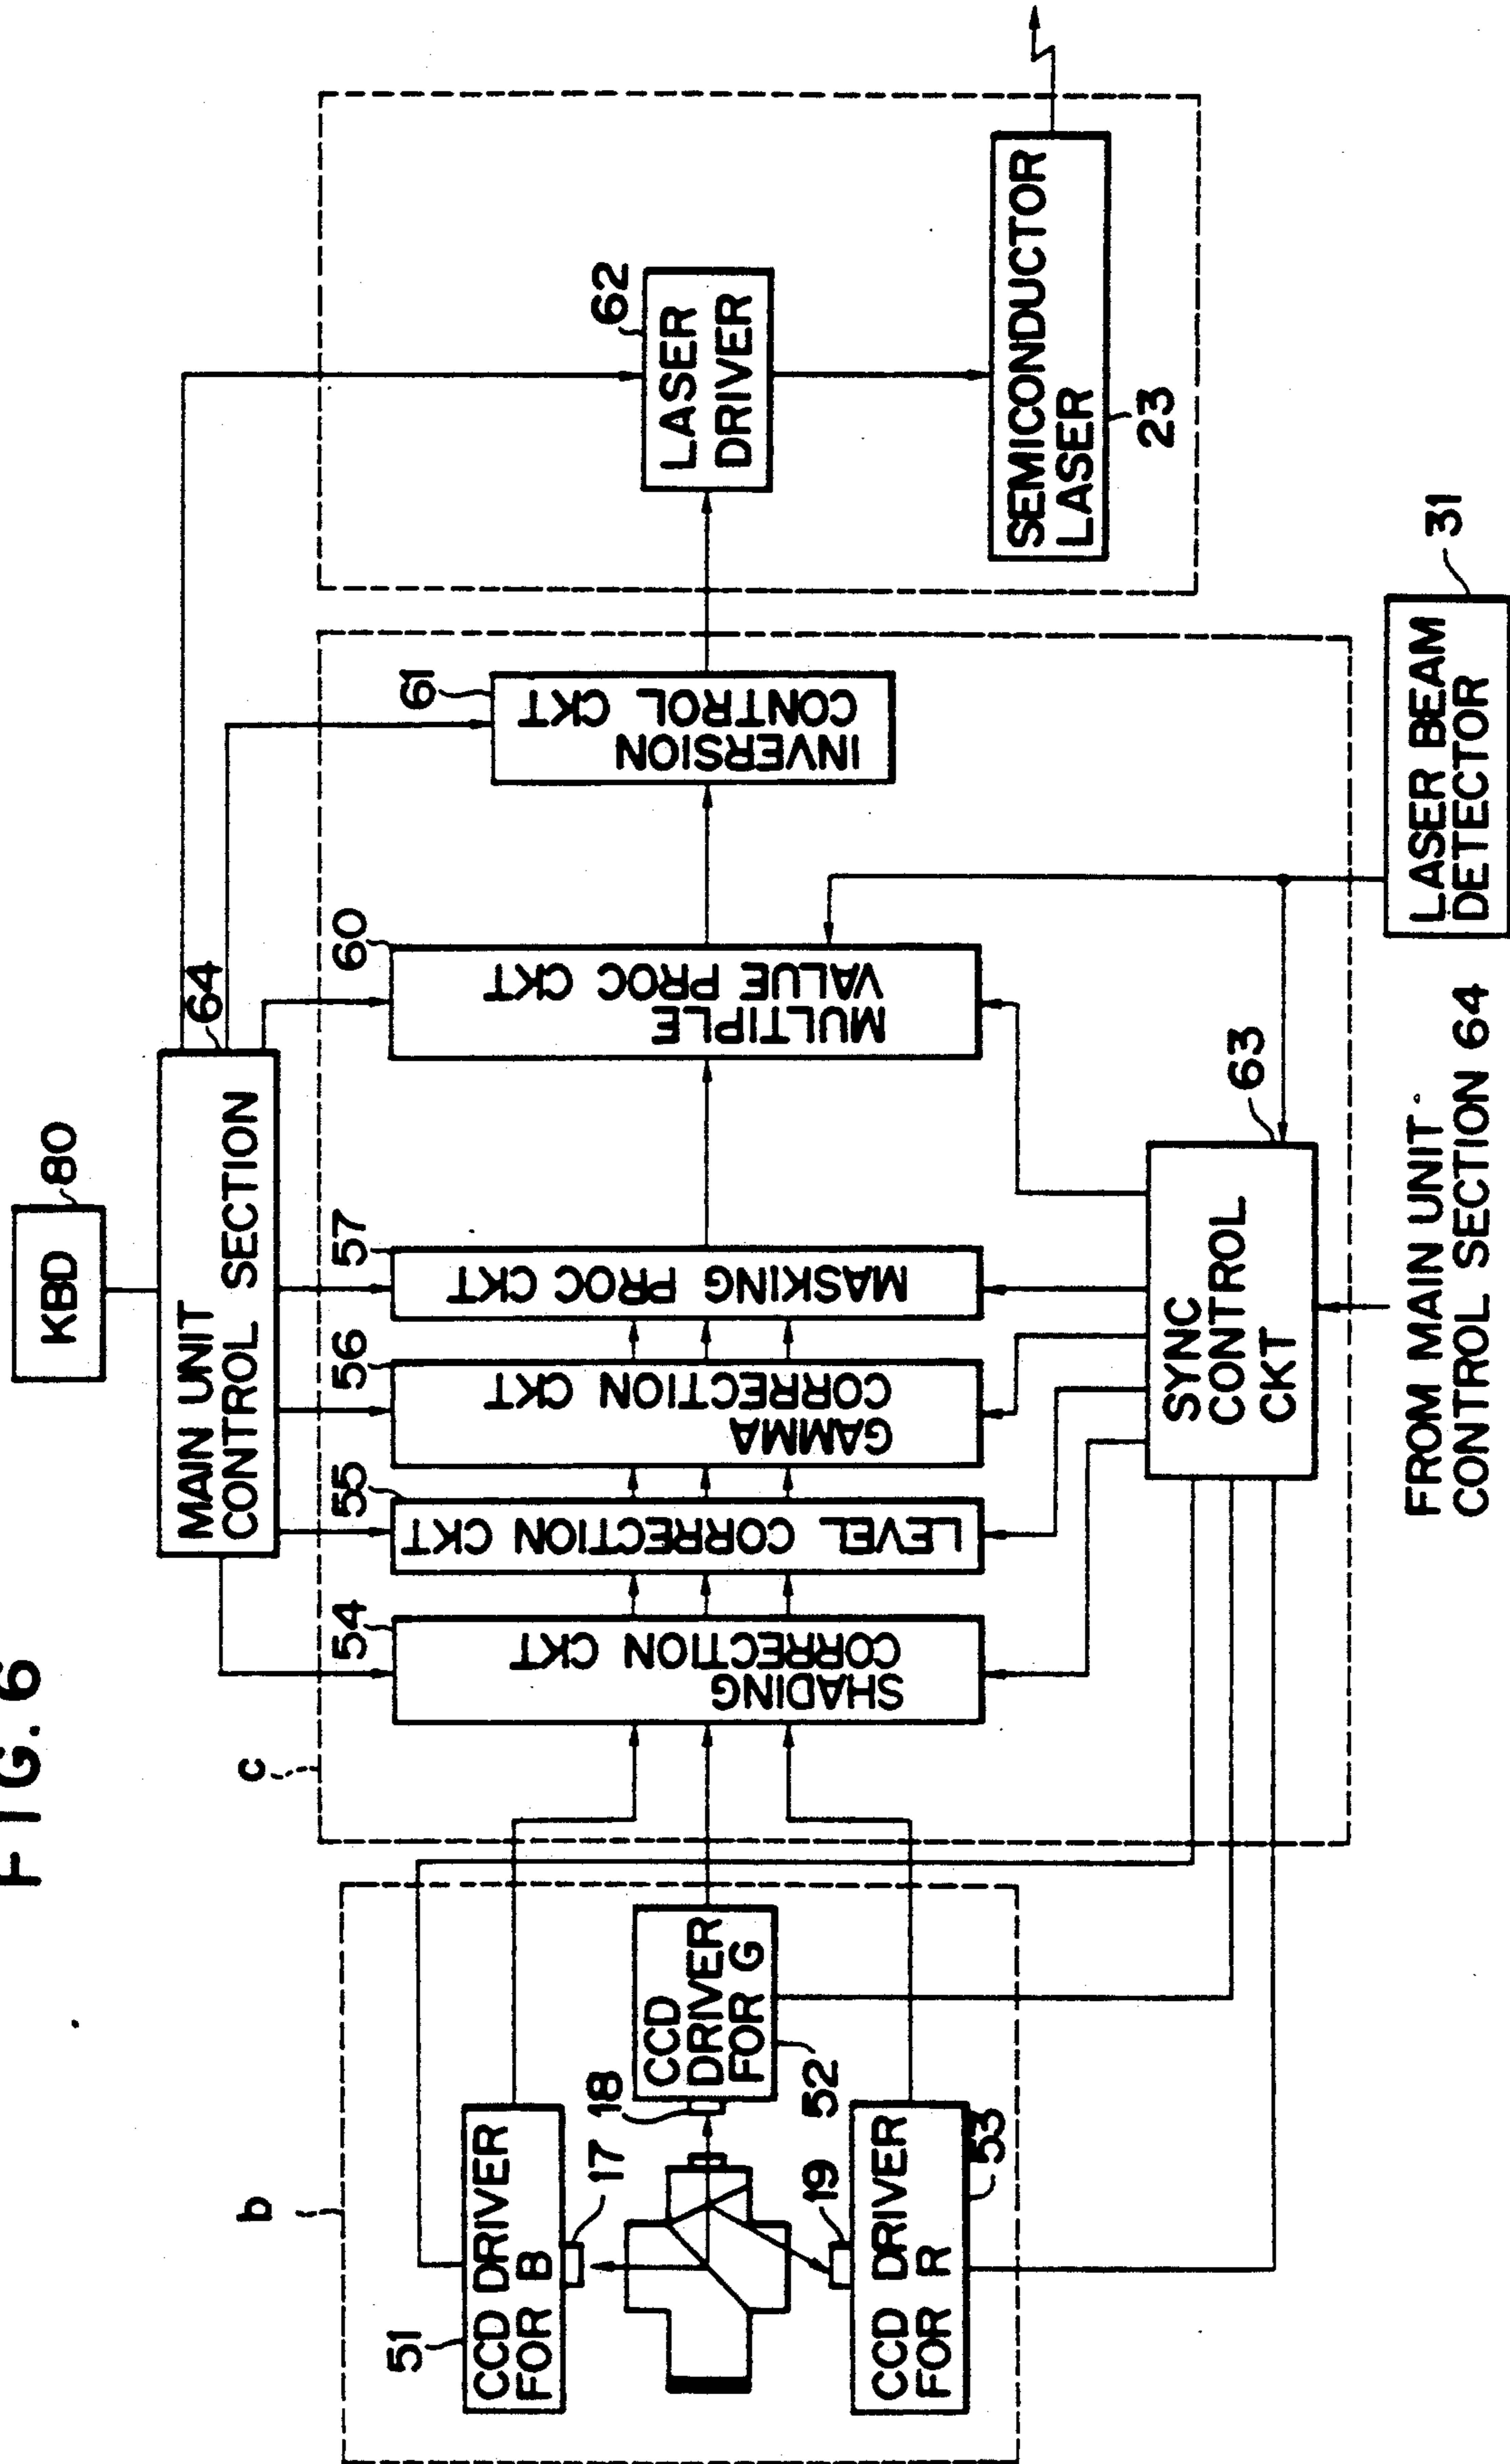 FIG. 6
b
51
CCD DRIVER
FOR B
17
18
CCD
DRIVER
FOR G
52
19
CCD DRIVER
FOR R
53
c
KBD
80
MAIN UNIT
CONTROL SECTION
64
54
SHADING
CORRECTION CKT
55
LEVEL CORRECTION CKT
56
GAMMA
CORRECTION CKT
57
MASKING PROC CKT
60
MULTIPLE
VALUE PROC CKT
61
INVERSION
CONTROL CKT
62
LASER
DRIVER
SEMICONDUCTOR
LASER
23
SYNC
CONTROL
CKT
63
FROM MAIN UNIT
CONTROL SECTION 64
LASER BEAM
DETECTOR
31